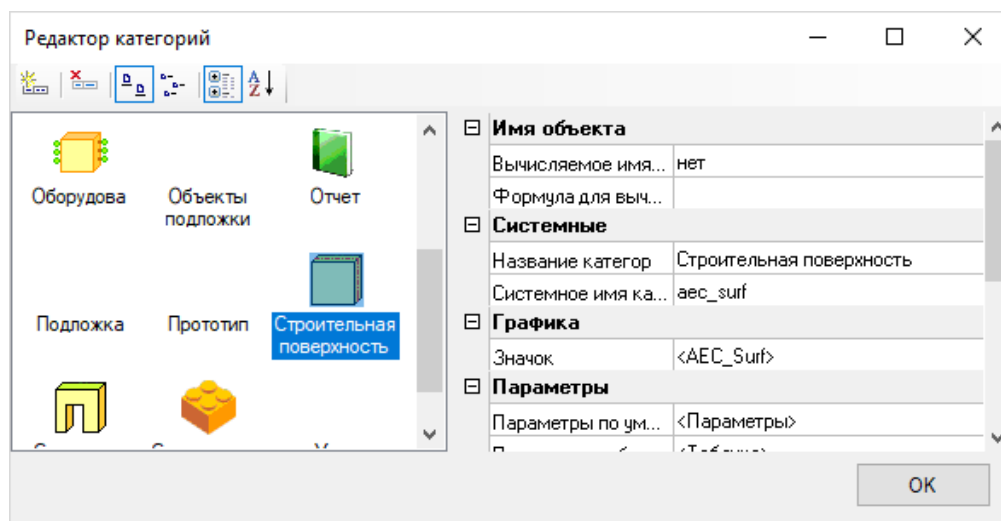 Редактор категорий
Оборудова
Объекты подложки
Отчет
Подложка
Прототип
Строительная поверхность
Имя объекта
Вычисляемое имя... нет
Формула для выч...
Системные
Название категор Строительная поверхность
Системное имя ка... aec_surf
Графика
Значок <AEC_Surf>
Параметры
Параметры по ум... <Параметры>
OK